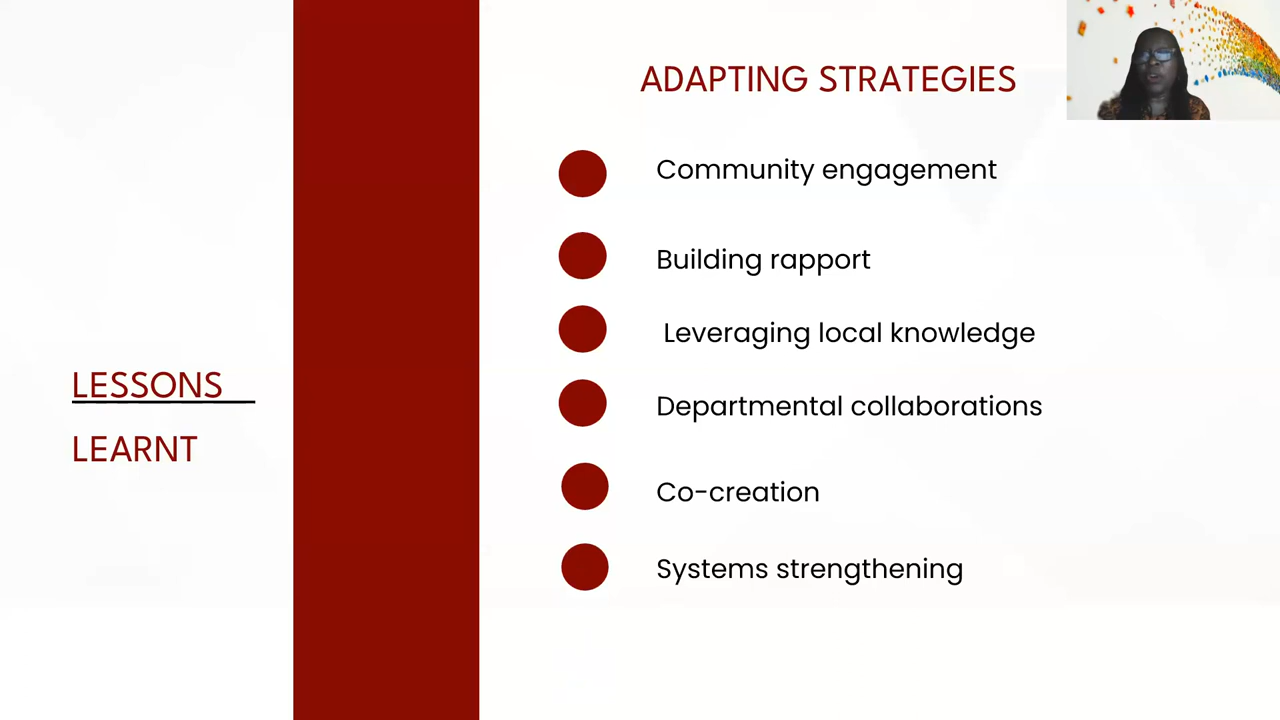 LESSONS
LEARNT
ADAPTING STRATEGIES
Community engagement
Building rapport
Leveraging local knowledge
Departmental collaborations
Co-creation
Systems strengthening